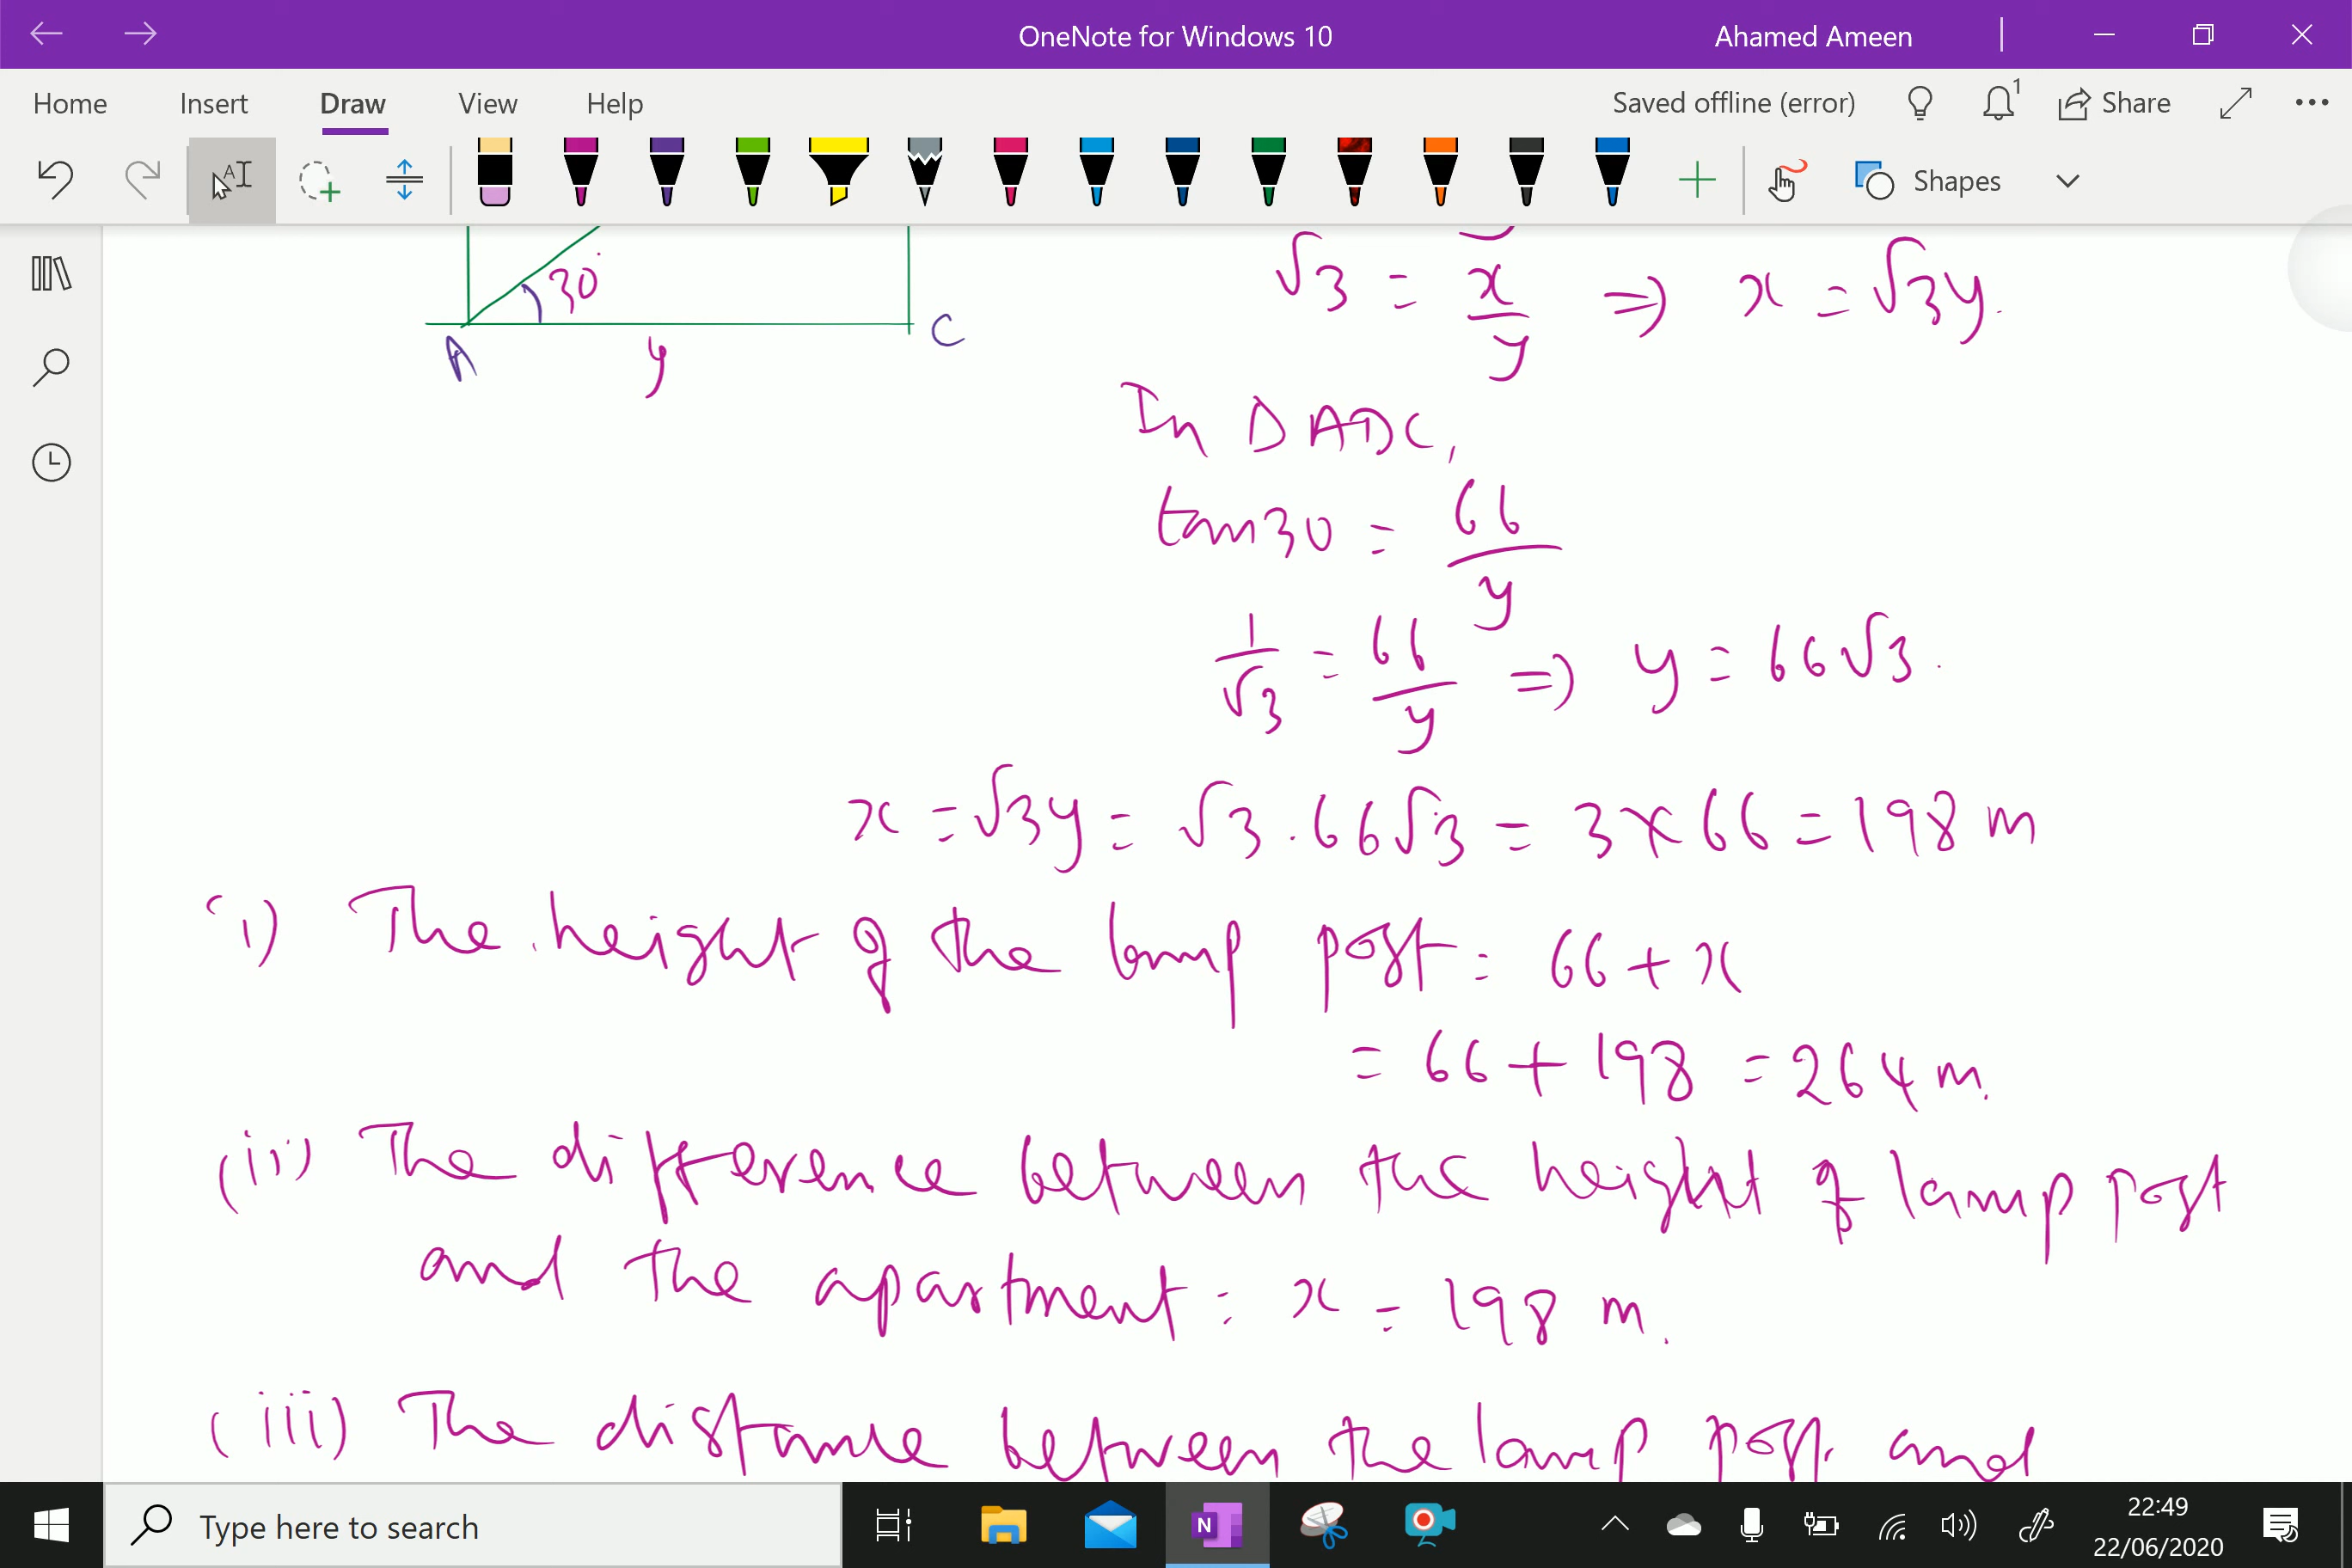 OneNote for Windows 10
Ahamed Ameen
Home Insert Draw View Help
Saved offline (error) 1 Share
Shapes
30°
A y C
√3 = x/y ⇒ x = √3y.
In ΔADC,
tan30 = 66/y
1/√3 = 66/y ⇒ y = 66√3.
x = √3y = √3 . 66√3 = 3×66 = 198 m
(i) The height of the lamp post = 66 + x
= 66 + 198 = 264 m.
(ii) The difference between the height of lamp post
and the apartment = x = 198 m.
(iii) The distance between the lamp post and
Type here to search
22:49
22/06/2020